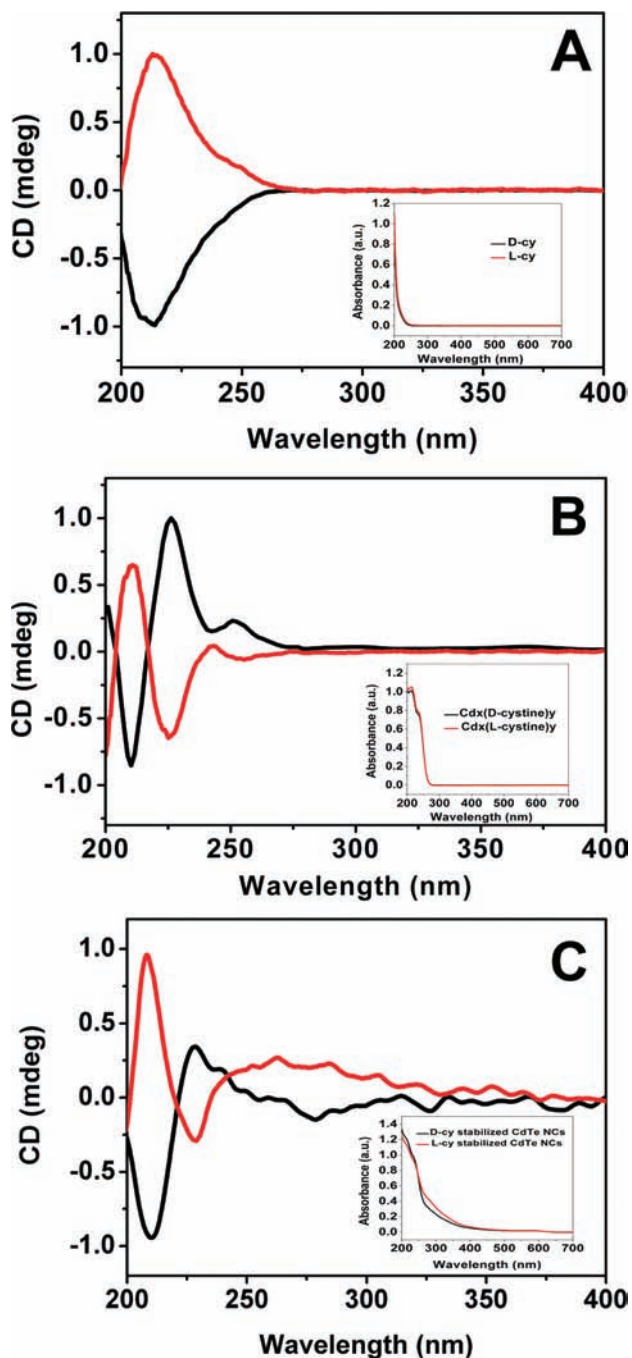 A
CD (mdeg)
1.0
0.5
0.0
-0.5
-1.0
200 250 300 350 400
Wavelength (nm)
Absorbance (a.u.)
1.2
1.0
0.8
0.6
0.4
0.2
0.0
D-cy
L-cy
200 300 400 500 600 700
Wavelength (nm)
B
CD (mdeg)
1.0
0.5
0.0
-0.5
-1.0
200 250 300 350 400
Wavelength (nm)
Absorbance (a.u.)
1.2
1.0
0.8
0.6
0.4
0.2
0.0
Cdx(D-cystine)y
Cdx(L-cystine)y
200 300 400 500 600 700
Wavelength (nm)
C
CD (mdeg)
1.0
0.5
0.0
-0.5
-1.0
200 250 300 350 400
Wavelength (nm)
Absorbance (a.u.)
1.4
1.2
1.0
0.8
0.6
0.4
0.2
0.0
D-cy stabilized CdTe NCs
L-cy stabilized CdTe NCs
200 300 400 500 600 700
Wavelength (nm)